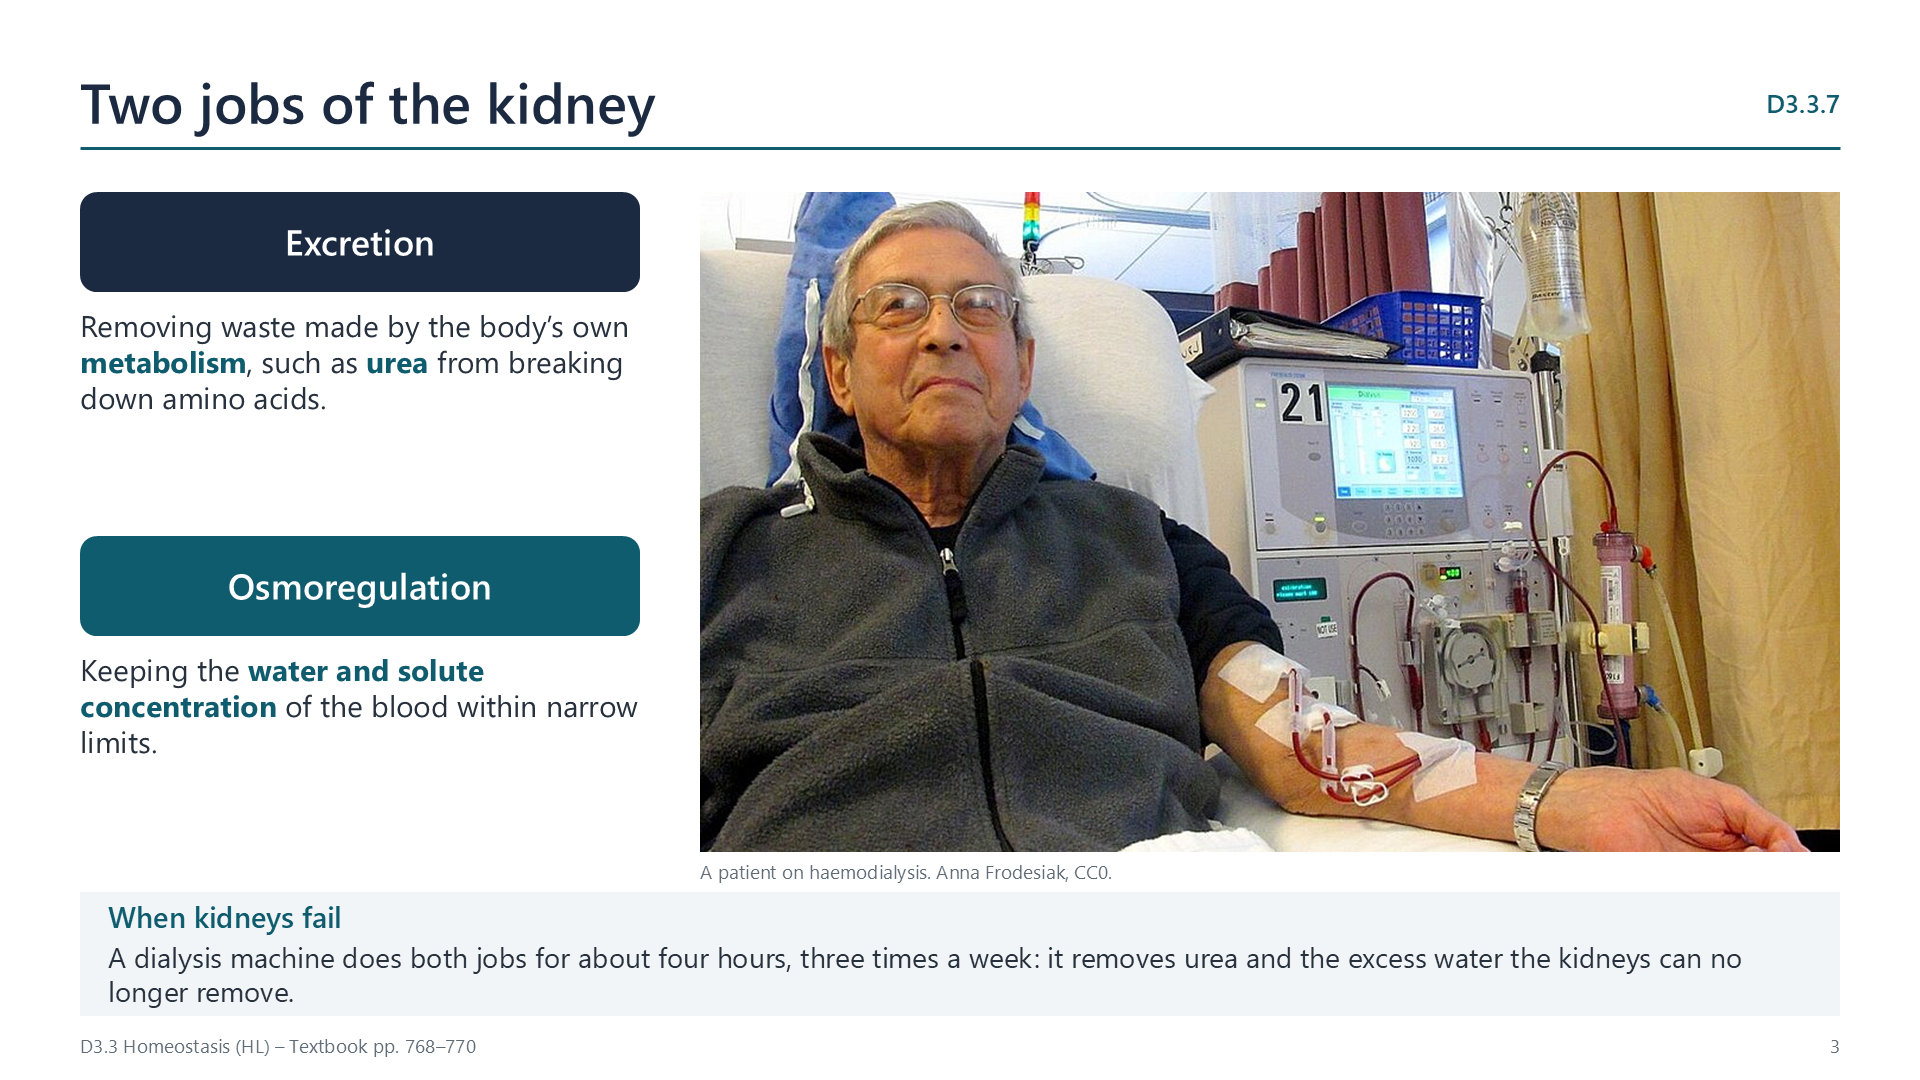 Two jobs of the kidney
D3.3.7
Excretion
Removing waste made by the body’s own
metabolism, such as urea from breaking
down amino acids.
Osmoregulation
Keeping the water and solute
concentration of the blood within narrow
limits.
21
NOT USE
A patient on haemodialysis. Anna Frodesiak, CC0.
When kidneys fail
A dialysis machine does both jobs for about four hours, three times a week: it removes urea and the excess water the kidneys can no
longer remove.
D3.3 Homeostasis (HL) – Textbook pp. 768–770
3